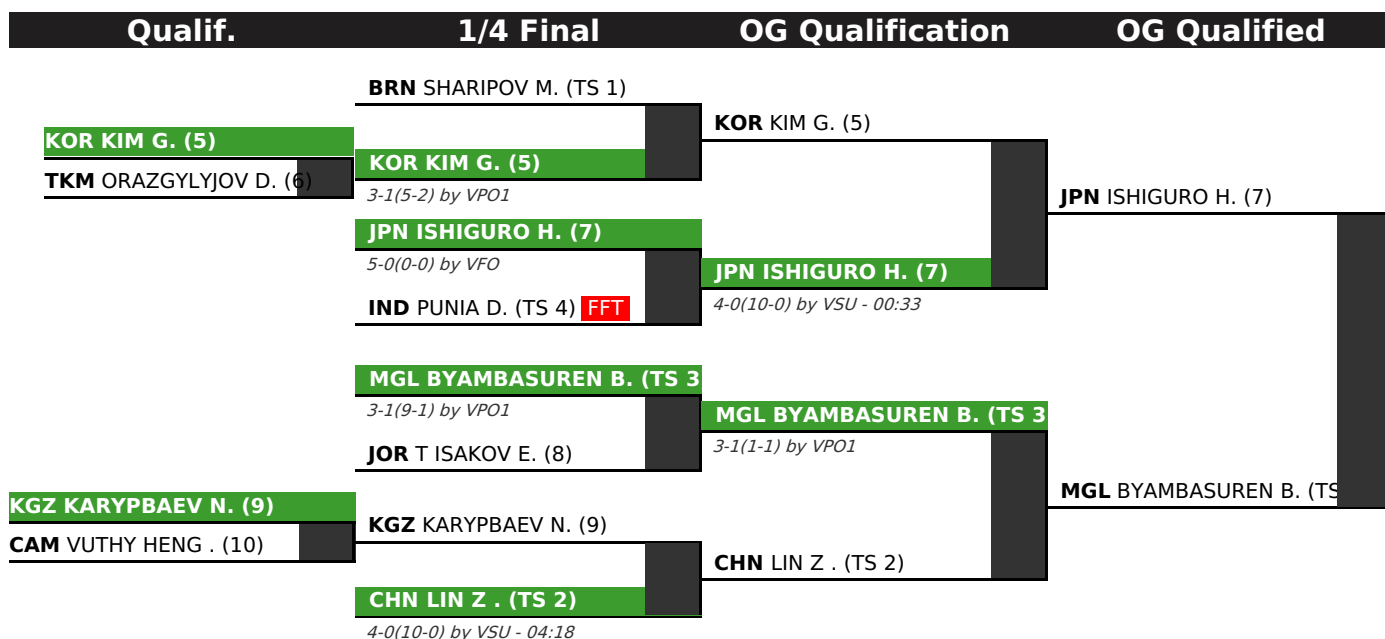 Qualif. 1/4 Final OG Qualification OG Qualified
BRN SHARIPOV M. (TS 1)
KOR KIM G. (5)
KOR KIM G. (5)
TKM ORAZGYLYJOV D. (6)
KOR KIM G. (5)
3-1(5-2) by VPO1
JPN ISHIGURO H. (7)
JPN ISHIGURO H. (7)
5-0(0-0) by VFO
JPN ISHIGURO H. (7)
4-0(10-0) by VSU - 00:33
IND PUNIA D. (TS 4) FFT
MGL BYAMBASUREN B. (TS 3
3-1(9-1) by VPO1
MGL BYAMBASUREN B. (TS 3
3-1(1-1) by VPO1
JOR T ISAKOV E. (8)
MGL BYAMBASUREN B. (TS
KGZ KARYPBAEV N. (9)
CAM VUTHY HENG . (10)
KGZ KARYPBAEV N. (9)
CHN LIN Z . (TS 2)
CHN LIN Z . (TS 2)
4-0(10-0) by VSU - 04:18